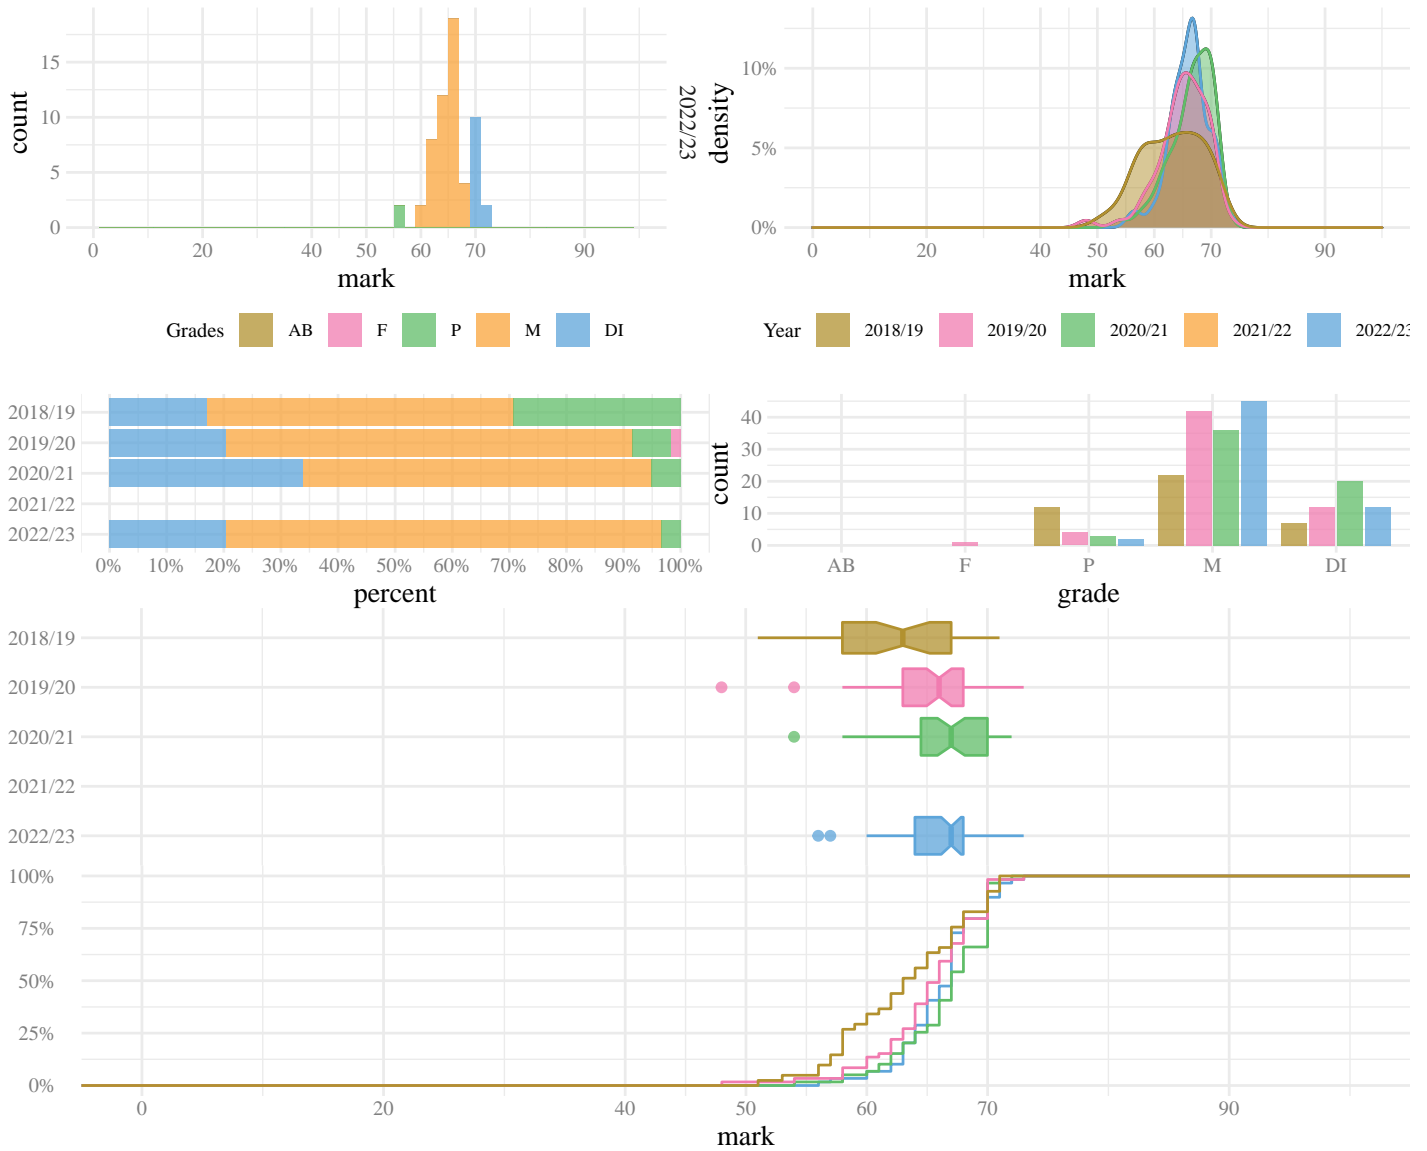 15
10
5
0
count
0 20 40 50 60 70 90
mark
2022/23
10%
5%
0%
density
0 20 40 50 60 70 90
mark
Grades AB F P M DI
Year 2018/19 2019/20 2020/21 2021/22 2022/23
2018/19
2019/20
2020/21
2021/22
2022/23
0% 10% 20% 30% 40% 50% 60% 70% 80% 90% 100%
percent
40
30
20
10
0
count
AB F P M DI
grade
2018/19
2019/20
2020/21
2021/22
2022/23
100%
75%
50%
25%
0%
0 20 40 50 60 70 90
mark